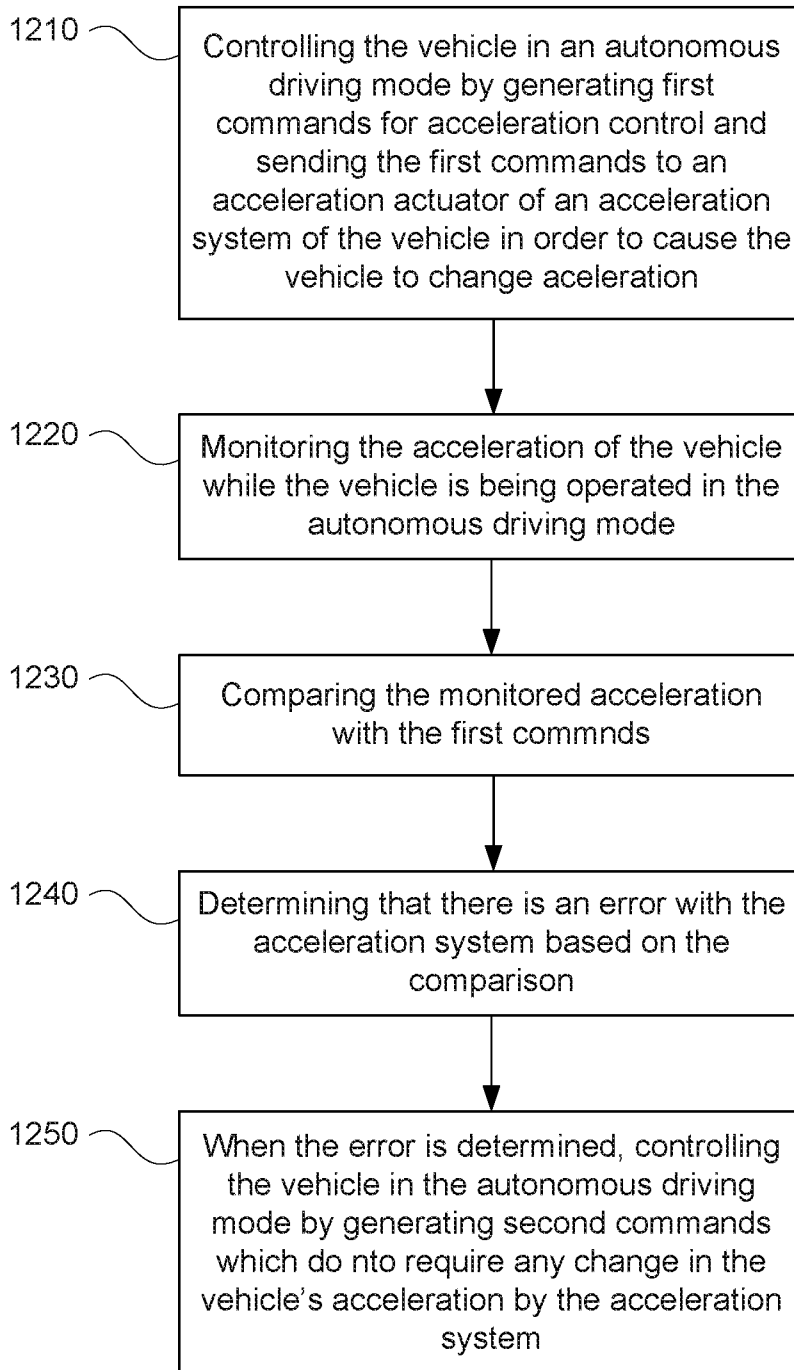 1210
Controlling the vehicle in an autonomous
driving mode by generating first
commands for acceleration control and
sending the first commands to an
acceleration actuator of an acceleration
system of the vehicle in order to cause the
vehicle to change aceleration
1220
Monitoring the acceleration of the vehicle
while the vehicle is being operated in the
autonomous driving mode
1230
Comparing the monitored acceleration
with the first commnds
1240
Determining that there is an error with the
acceleration system based on the
comparison
1250
When the error is determined, controlling
the vehicle in the autonomous driving
mode by generating second commands
which do nto require any change in the
vehicle's acceleration by the acceleration
system